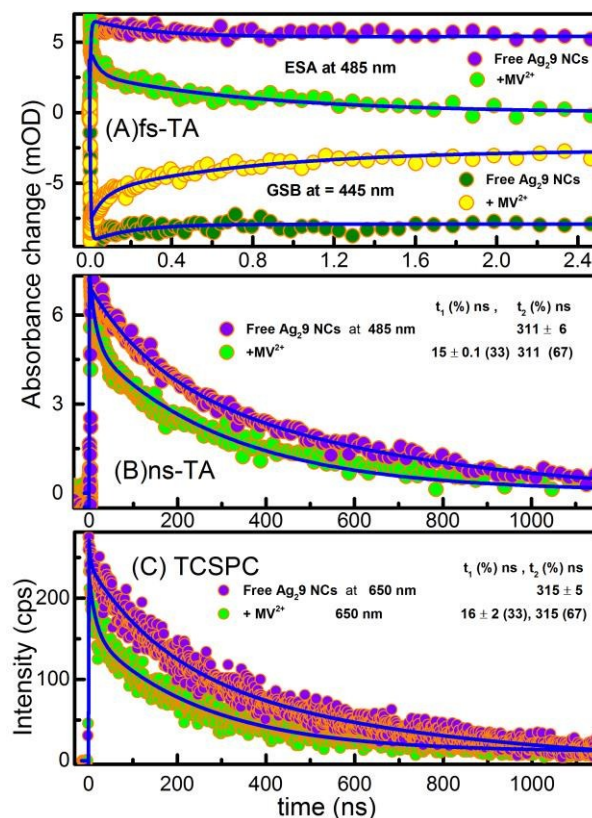 5
0
-5
ESA at 485 nm
Free Ag₂9 NCs
+MV²⁺
(A)fs-TA
GSB at = 445 nm
Free Ag₂9 NCs
+ MV²⁺
0.0 0.4 0.8 1.2 1.6 2.0 2.4
Absorbance change (mOD)
6
3
0
t₁ (%) ns , t₂ (%) ns
Free Ag₂9 NCs at 485 nm 311 ± 6
+MV²⁺ 15 ± 0.1 (33) 311 (67)
(B)ns-TA
0 200 400 600 800 1000
Intensity (cps)
200
100
0
(C) TCSPC
t₁ (%) ns , t₂ (%) ns
Free Ag₂9 NCs at 650 nm 315 ± 5
+ MV²⁺ 650 nm 16 ± 2 (33), 315 (67)
0 200 400 600 800 1000
time (ns)